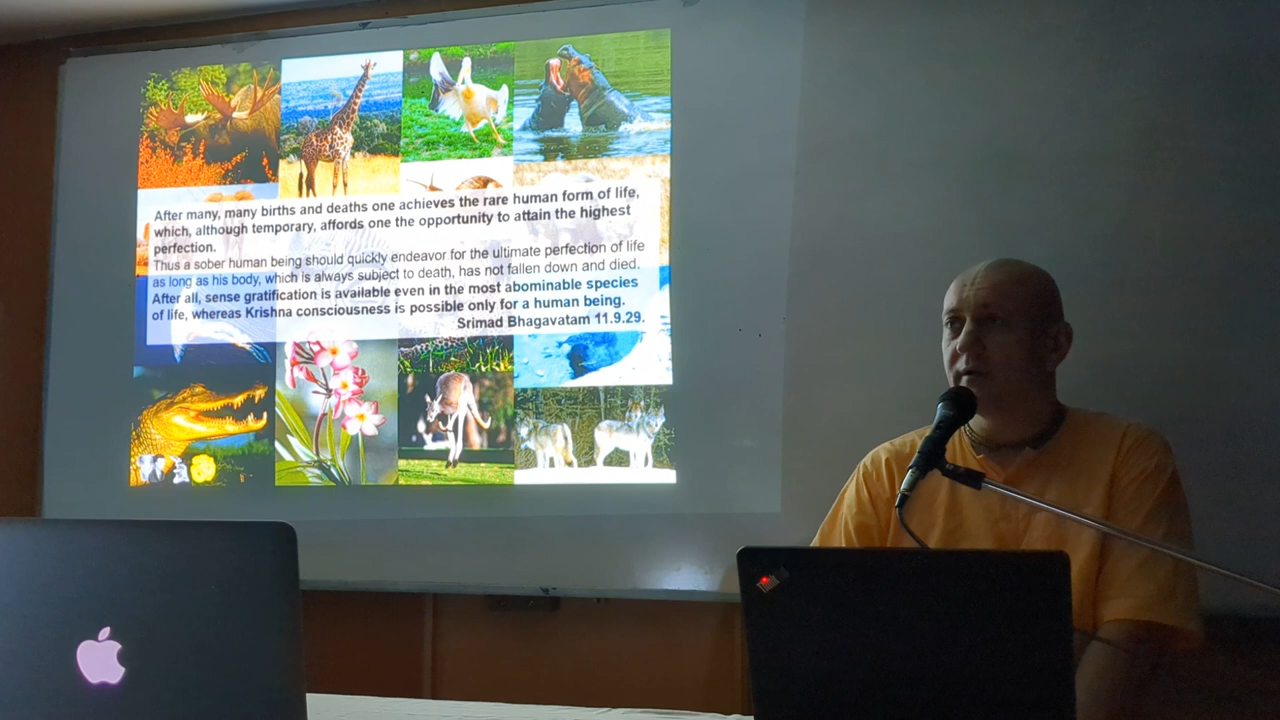 After many, many births and deaths one achieves the rare human form of life,
which, although temporary, affords one the opportunity to attain the highest
perfection.
Thus a sober human being should quickly endeavor for the ultimate perfection of life
as long as his body, which is always subject to death, has not fallen down and died.
After all, sense gratification is available even in the most abominable species
of life, whereas Krishna consciousness is possible only for a human being.
Srimad Bhagavatam 11.9.29.